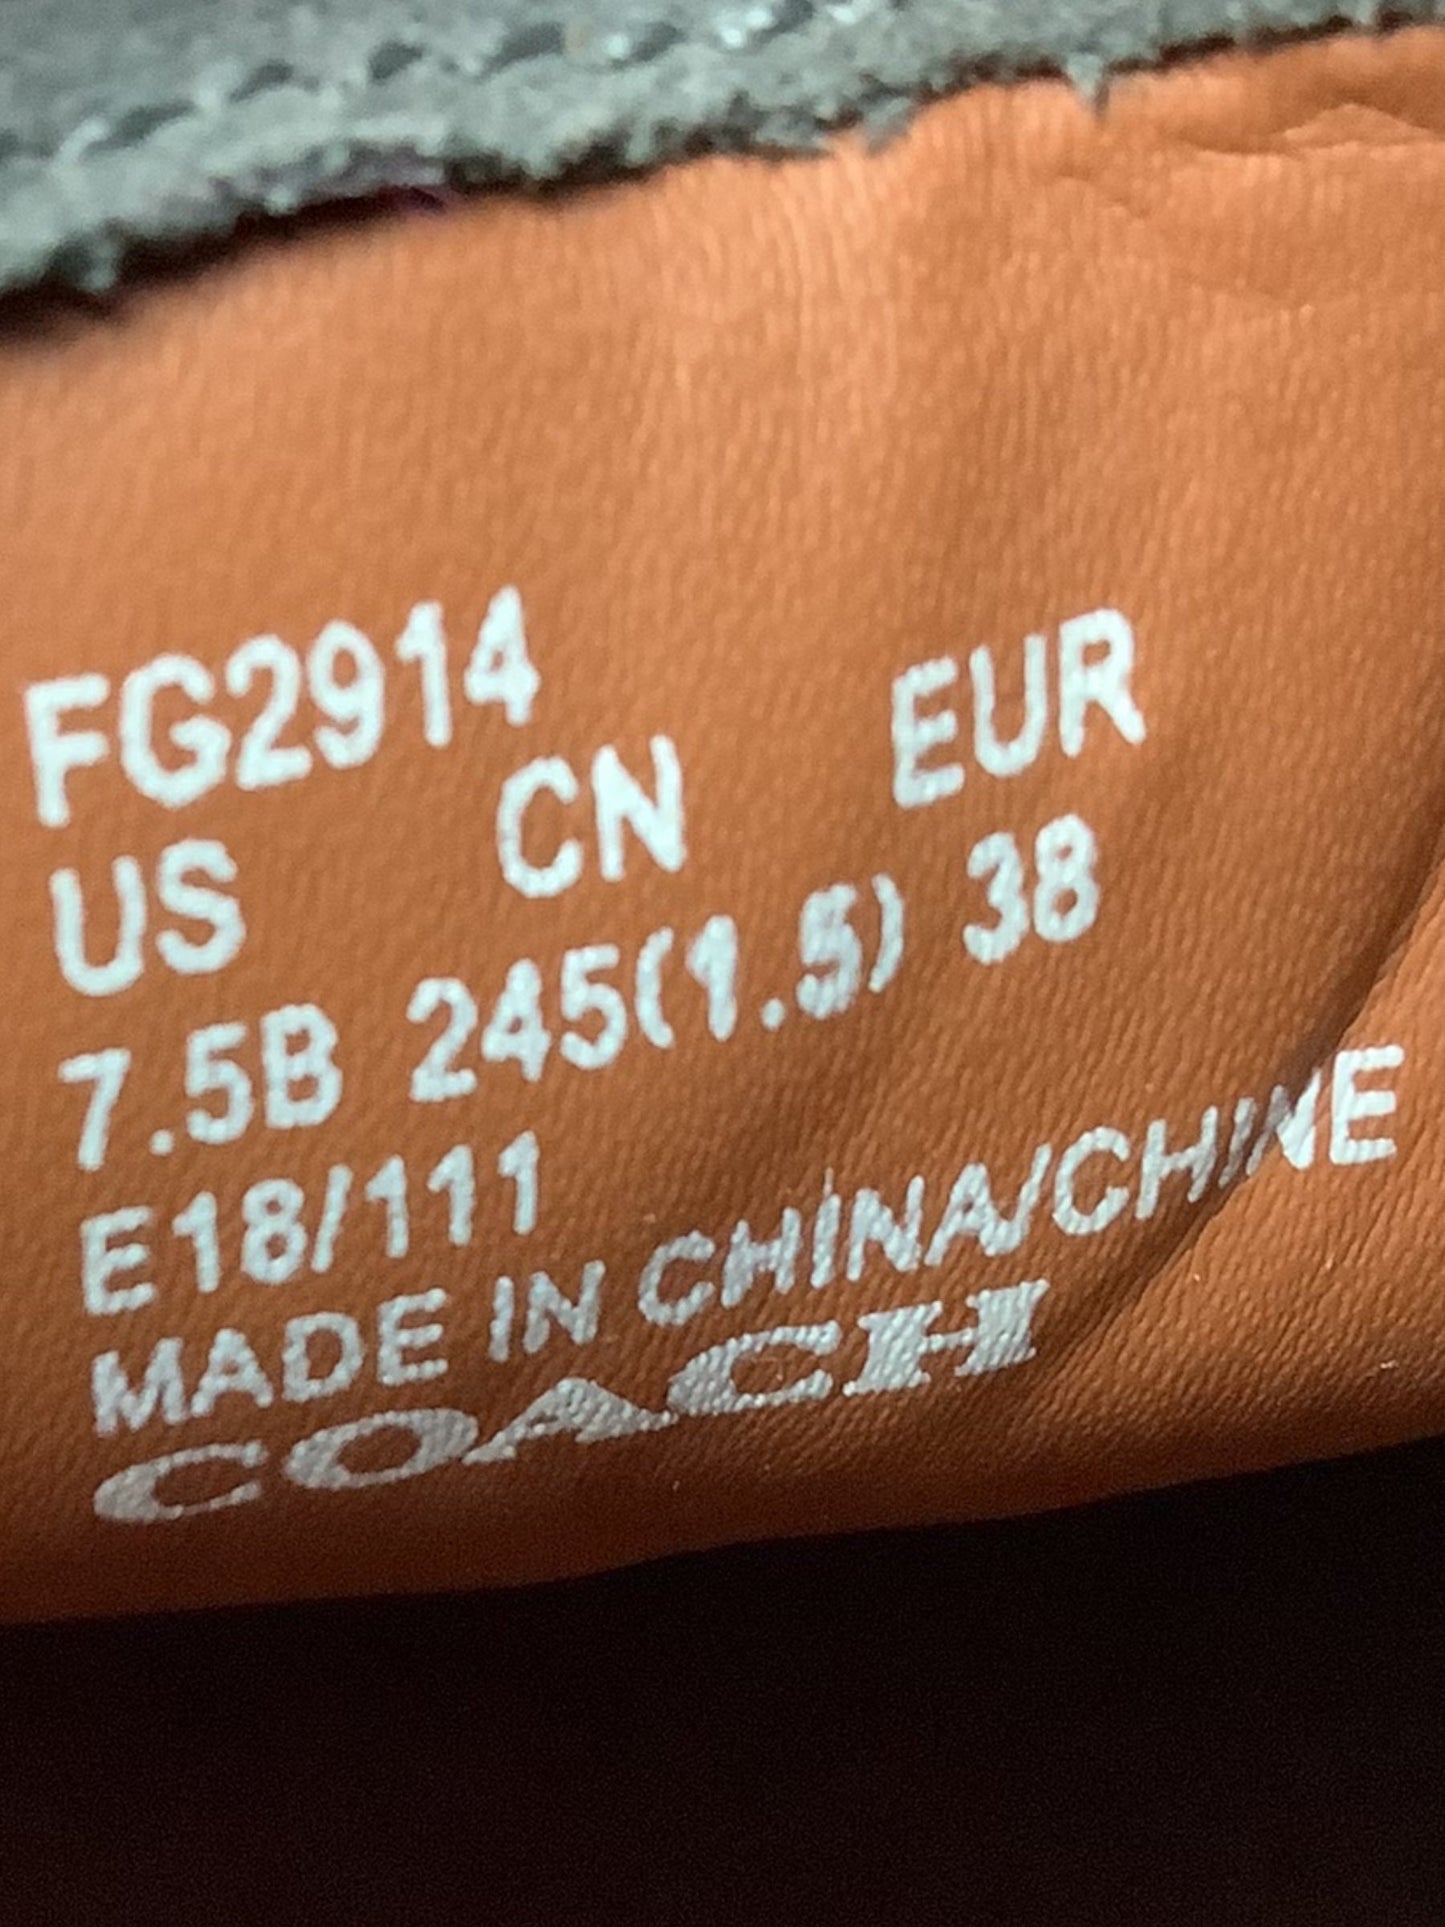 FG2914
US CN EUR
7.5B 245(1.5) 38
E18/111
MADE IN CHINA/CHINE
COACH